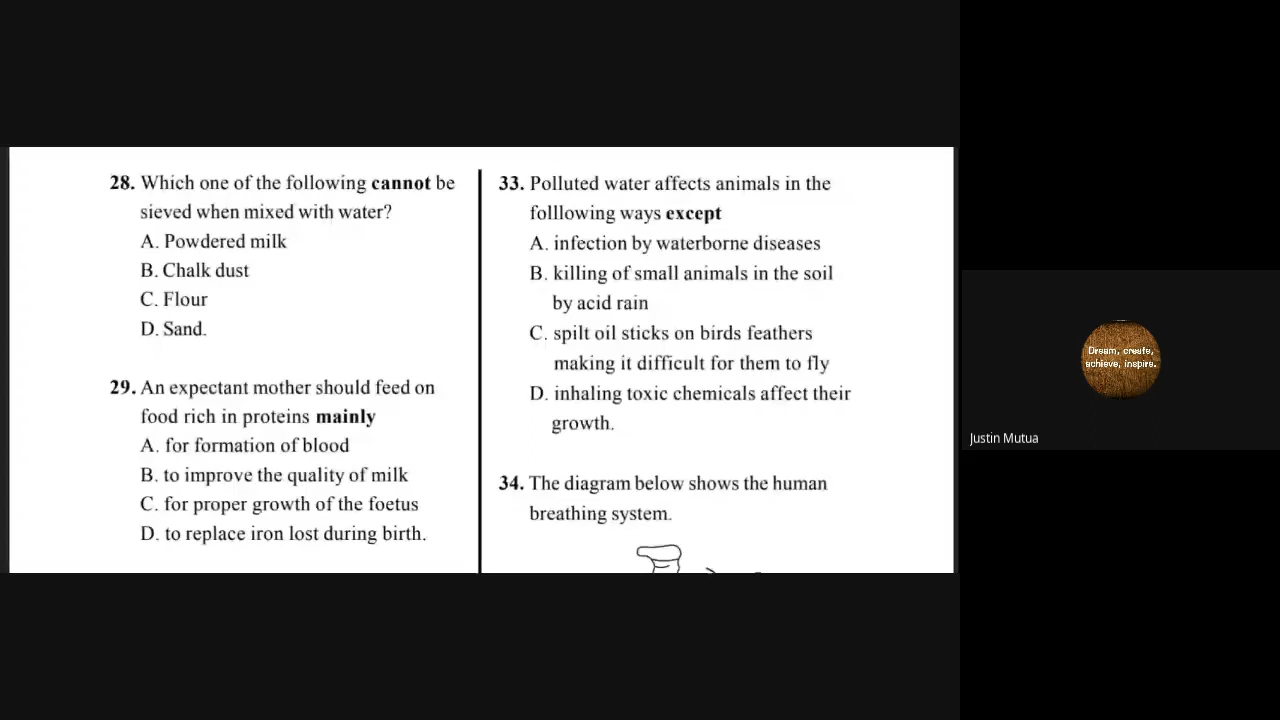 28. Which one of the following cannot be
sieved when mixed with water?
A. Powdered milk
B. Chalk dust
C. Flour
D. Sand.
29. An expectant mother should feed on
food rich in proteins mainly
A. for formation of blood
B. to improve the quality of milk
C. for proper growth of the foetus
D. to replace iron lost during birth.
33. Polluted water affects animals in the
folllowing ways except
A. infection by waterborne diseases
B. killing of small animals in the soil
by acid rain
C. spilt oil sticks on birds feathers
making it difficult for them to fly
D. inhaling toxic chemicals affect their
growth.
34. The diagram below shows the human
breathing system.
Dream, create,
achieve, inspire.
Justin Mutua